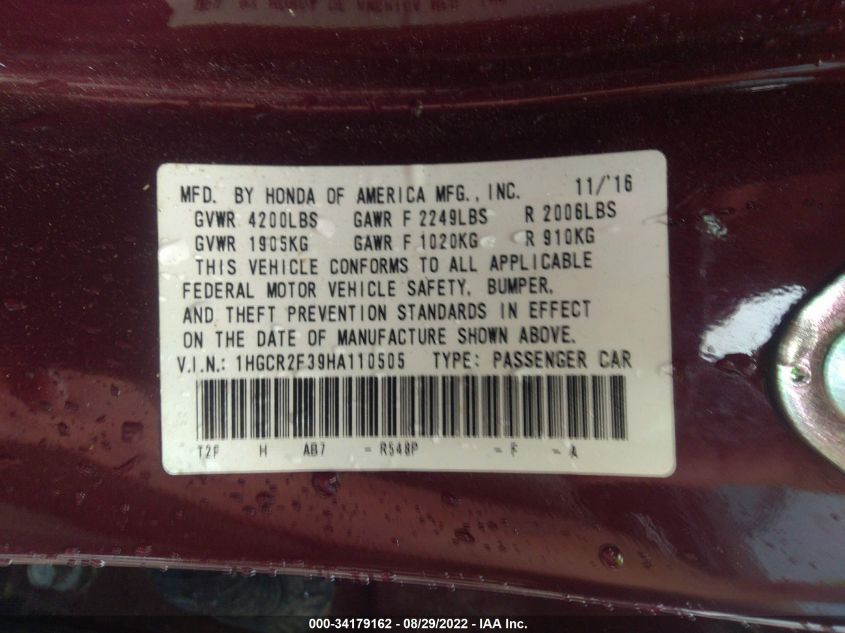 MFD. BY HONDA OF AMERICA MFG., INC. 11/'16
GVWR 4200LBS GAWR F 2249LBS R 2006LBS
GVWR 1905KG GAWR F 1020KG R 910KG
THIS VEHICLE CONFORMS TO ALL APPLICABLE
FEDERAL MOTOR VEHICLE SAFETY, BUMPER,
AND THEFT PREVENTION STANDARDS IN EFFECT
ON THE DATE OF MANUFACTURE SHOWN ABOVE.
V.I.N.: 1HGCR2F39HA110505 TYPE: PASSENGER CAR
T2F H AB7 - R548P - F - A
000-34179162 - 08/29/2022 - IAA Inc.